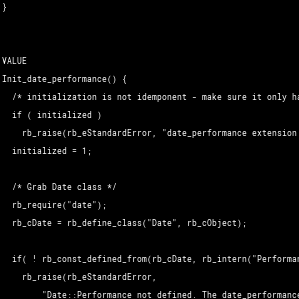 }
VALUE
Init_date_performance() {
/* initialization is not idemponent - make sure it only ha
if ( initialized )
rb_raise(rb_eStandardError, "date_performance extension
initialized = 1;
/* Grab Date class */
rb_require("date");
rb_cDate = rb_define_class("Date", rb_cObject);
if( ! rb_const_defined_from(rb_cDate, rb_intern("Performan
rb_raise(rb_eStandardError,
"Date::Performance not defined. The date_performance